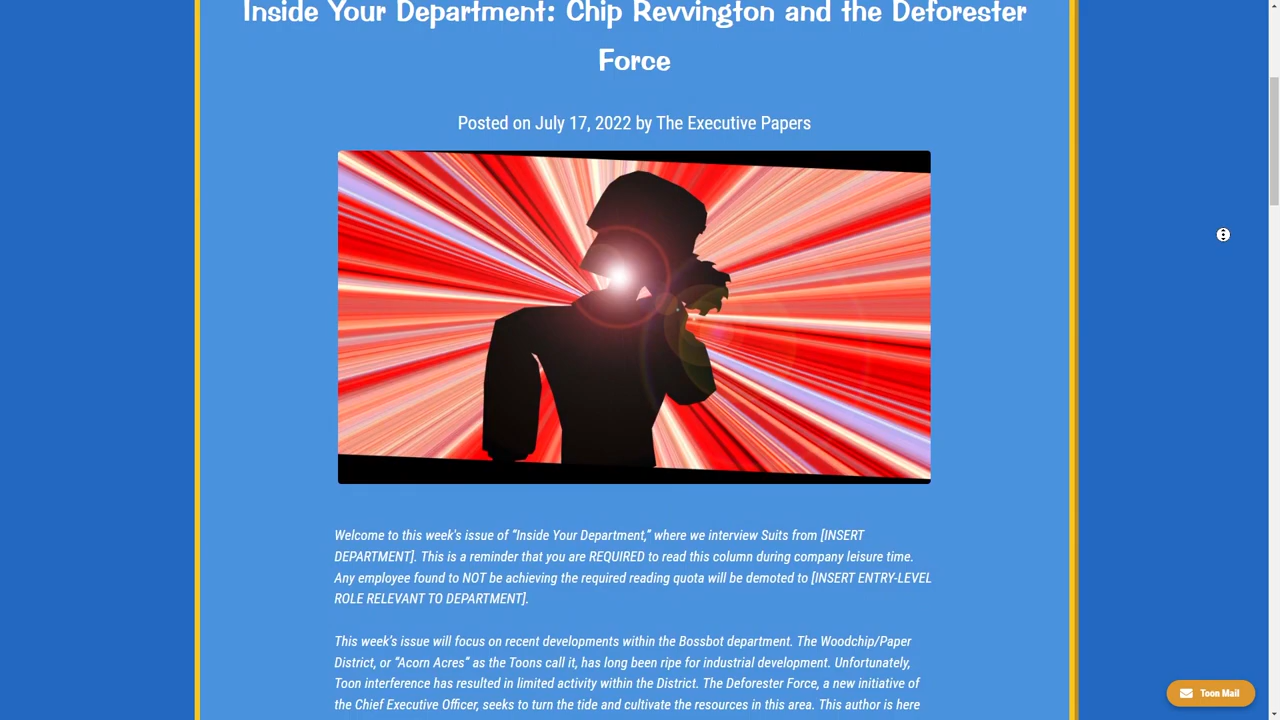 Inside Your Department: Chip Revvington and the Deforester
Force
Posted on July 17, 2022 by The Executive Papers
Welcome to this week's issue of “Inside Your Department,” where we interview Suits from [INSERT
DEPARTMENT]. This is a reminder that you are REQUIRED to read this column during company leisure time.
Any employee found to NOT be achieving the required reading quota will be demoted to [INSERT ENTRY-LEVEL
ROLE RELEVANT TO DEPARTMENT].
This week’s issue will focus on recent developments within the Bossbot department. The Woodchip/Paper
District, or “Acorn Acres” as the Toons call it, has long been ripe for industrial development. Unfortunately,
Toon interference has resulted in limited activity within the District. The Deforester Force, a new initiative of
the Chief Executive Officer, seeks to turn the tide and cultivate the resources in this area. This author is here
Toon Mail